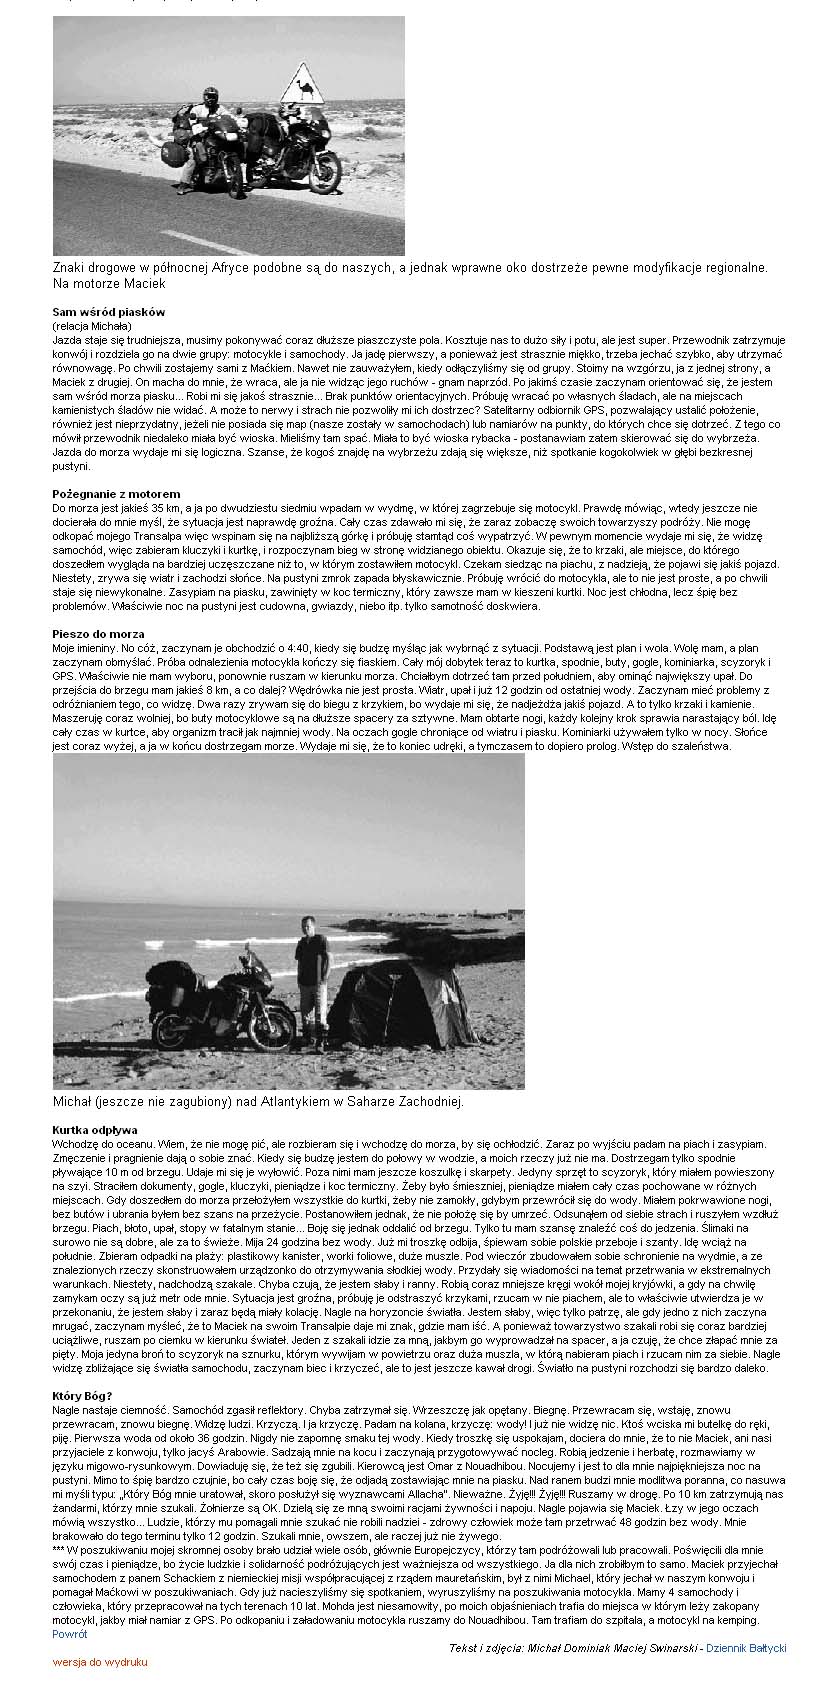 Znaki drogowe w północnej Afryce podobne są do naszych, a jednak wprawne oko dostrzeże pewne modyfikacje regionalne.
Na motorze Maciek
Sam wśród piasków
(relacja Michała)
Jazda staje się trudniejsza, musimy pokonywać coraz dłuższe piaszczyste pola. Kosztuje nas to dużo siły i potu, ale jest super. Przewodnik zatrzymuje
konwój i rozdziela go na dwie grupy: motocykle i samochody. Ja jadę pierwszy, a ponieważ jest strasznie miękko, trzeba jechać szybko, aby utrzymać
równowagę. Po chwili zostajemy sami z Maćkiem. Nawet nie zauważyłem, kiedy odłączyliśmy się od grupy. Stoimy na wzgórzu, ja z jednej strony, a
Maciek z drugiej. On macha do mnie, że wraca, ale ja nie widząc jego ruchów - gnam naprzód. Po jakimś czasie zaczynam orientować się, że jestem
sam wśród morza piasku... Robi mi się jakoś strasznie... Brak punktów orientacyjnych. Próbuję wracać po własnych śladach, ale na miejscach
kamienistych śladów nie widać. A może to nerwy i strach nie pozwoliły mi ich dostrzec? Satelitarny odbiornik GPS, pozwalający ustalić położenie,
również jest nieprzydatny, jeżeli nie posiada się map (nasze zostały w samochodach) lub namiarów na punkty, do których chce się dotrzeć. Z tego co
mówił przewodnik niedaleko miała być wioska. Mieliśmy tam spać. Miała to być wioska rybacka - postanawiam zatem skierować się do wybrzeża.
Jazda do morza wydaje mi się logiczna. Szanse, że kogoś znajdę na wybrzeżu zdają się większe, niż spotkanie kogokolwiek w głębi bezkresnej
pustyni.
Pożegnanie z motorem
Do morza jest jakieś 35 km, a ja po dwudziestu siedmiu wpadam w wydmę, w której zagrzebuje się motocykl. Prawdę mówiąc, wtedy jeszcze nie
docierała do mnie myśl, że sytuacja jest naprawdę groźna. Cały czas zdawało mi się, że zaraz zobaczę swoich towarzyszy podróży. Nie mogę
odkopać mojego Transalpa więc wspinam się na najbliższą górkę i próbuję stamtąd coś wypatrzyć. W pewnym momencie wydaje mi się, że widzę
samochód, więc zabieram kluczyki i kurtkę, i rozpoczynam bieg w stronę widzianego obiektu. Okazuje się, że to krzaki, ale miejsce, do którego
doszedłem wygląda na bardziej uczęszczane niż to, w którym zostawiłem motocykl. Czekam siedząc na piachu, z nadzieją, że pojawi się jakiś pojazd.
Niestety, zrywa się wiatr i zachodzi słońce. Na pustyni zmrok zapada błyskawicznie. Próbuję wrócić do motocykla, ale to nie jest proste, a po chwili
staje się niewykonalne. Zasypiam na piasku, zawinięty w koc termiczny, który zawsze mam w kieszeni kurtki. Noc jest chłodna, lecz śpię bez
problemów. Właściwie noc na pustyni jest cudowna, gwiazdy, niebo itp. tylko samotność doskwiera.
Pieszo do morza
Moje imieniny. No cóż, zaczynam je obchodzić o 4:40, kiedy się budzę myśląc jak wybrnąć z sytuacji. Podstawą jest plan i wola. Wolę mam, a plan
zaczynam obmyślać. Próba odnalezienia motocykla kończy się fiaskiem. Cały mój dobytek teraz to kurtka, spodnie, buty, gogle, kominiarka, scyzoryk i
GPS. Właściwie nie mam wyboru, ponownie ruszam w kierunku morza. Chciałbym dotrzeć tam przed południem, aby ominąć największy upał. Do
przejścia do brzegu mam jakieś 8 km, a co dalej? Wędrówka nie jest prosta. Wiatr, upał i już 12 godzin od ostatniej wody. Zaczynam mieć problemy z
odróżnianiem tego, co widzę. Dwa razy zrywam się do biegu z krzykiem, bo wydaje mi się, że nadjeżdża jakiś pojazd. A to tylko krzaki i kamienie.
Maszeruję coraz wolniej, bo buty motocyklowe są na dłuższe spacery za sztywne. Mam obtarte nogi, każdy kolejny krok sprawia narastający ból. Idę
cały czas w kurtce, aby organizm tracił jak najmniej wody. Na oczach gogle chroniące od wiatru i piasku. Kominiarki używałem tylko w nocy. Słońce
jest coraz wyżej, a ja w końcu dostrzegam morze. Wydaje mi się, że to koniec udręki, a tymczasem to dopiero prolog. Wstęp do szaleństwa.
Michał (jeszcze nie zagubiony) nad Atlantykiem w Saharze Zachodniej.
Kurtka odpływa
Wchodzę do oceanu. Wiem, że nie mogę pić, ale rozbieram się i wchodzę do morza, by się ochłodzić. Zaraz po wyjściu padam na piach i zasypiam.
Zmęczenie i pragnienie dają o sobie znać. Kiedy się budzę jestem do połowy w wodzie, a moich rzeczy już nie ma. Dostrzegam tylko spodnie
pływające 10 m od brzegu. Udaje mi się je wyłowić. Poza nimi mam jeszcze koszulkę i skarpety. Jedyny sprzęt to scyzoryk, który miałem powieszony
na szyi. Straciłem dokumenty, gogle, kluczyki, pieniądze i koc termiczny. Żeby było śmieszniej, pieniądze miałem cały czas pochowane w różnych
miejscach. Gdy doszedłem do morza przełożyłem wszystkie do kurtki, żeby nie zamokły, gdybym przewrócił się do wody. Miałem pokrwawione nogi,
bez butów i ubrania byłem bez szans na przeżycie. Postanowiłem jednak, że nie położę się by umrzeć. Odsunąłem od siebie strach i ruszyłem wzdłuż
brzegu. Piach, błoto, upał, stopy w fatalnym stanie... Boję się jednak oddalić od brzegu. Tylko tu mam szansę znaleźć coś do jedzenia. Ślimaki na
surowo nie są dobre, ale za to świeże. Mija 24 godzina bez wody. Już mi troszkę odbija, śpiewam sobie polskie przeboje i szanty. Idę wciąż na
południe. Zbieram odpadki na plaży: plastikowy kanister, worki foliowe, duże muszle. Pod wieczór zbudowałem sobie schronienie na wydmie, a ze
znalezionych rzeczy skonstruowałem urządzonko do otrzymywania słodkiej wody. Przydały się wiadomości na temat przetrwania w ekstremalnych
warunkach. Niestety, nadchodzą szakale. Chyba czują, że jestem słaby i ranny. Robią coraz mniejsze kręgi wokół mojej kryjówki, a gdy na chwilę
zamykam oczy są już metr ode mnie. Sytuacja jest groźna, próbuję je odstraszyć krzykami, rzucam w nie piachem, ale to właściwie utwierdza je w
przekonaniu, że jestem słaby i zaraz będą miały kolację. Nagle na horyzoncie światła. Jestem słaby, więc tylko patrzę, ale gdy jedno z nich zaczyna
mrugać, zaczynam myśleć, że to Maciek na swoim Transalpie daje mi znak, gdzie mam iść. A ponieważ towarzystwo szakali robi się coraz bardziej
uciążliwe, ruszam po ciemku w kierunku świateł. Jeden z szakali idzie za mną, jakbym go wyprowadzał na spacer, a ja czuję, że chce złapać mnie za
pięty. Moja jedyna broń to scyzoryk na sznurku, którym wywijam w powietrzu oraz duża muszla, w którą nabieram piach i rzucam nim za siebie. Nagle
widzę zbliżające się światła samochodu, zaczynam biec i krzyczeć, ale to jest jeszcze kawał drogi. Światło na pustyni rozchodzi się bardzo daleko.
Który Bóg?
Nagle nastaje ciemność. Samochód zgasił reflektory. Chyba zatrzymał się. Wrzeszczę jak opętany. Biegnę. Przewracam się, wstaję, znowu
przewracam, znowu biegnę. Widzę ludzi. Krzyczą. I ja krzyczę. Padam na kolana, krzyczę: wody! I już nie widzę nic. Ktoś wciska mi butelkę do ręki,
piję. Pierwsza woda od około 36 godzin. Nigdy nie zapomnę smaku tej wody. Kiedy troszkę się uspokajam, dociera do mnie, że to nie Maciek, ani nasi
przyjaciele z konwoju, tylko jacyś Arabowie. Sadzają mnie na kocu i zaczynają przygotowywać nocleg. Robią jedzenie i herbatę, rozmawiamy w
języku migowo-rysunkowym. Dowiaduję się, że też się zgubili. Kierowcą jest Omar z Nouadhibou. Nocujemy i jest to dla mnie najpiękniejsza noc na
pustyni. Mimo to śpię bardzo czujnie, bo cały czas boję się, że odjadą zostawiając mnie na piasku. Nad ranem budzi mnie modlitwa poranna, co nasuwa
mi myśli typu: „Który Bóg mnie uratował, skoro posłużył się wyznawcami Allacha". Nieważne. Żyję!!! Żyję!!! Ruszamy w drogę. Po 10 km zatrzymują nas
żandarmi, którzy mnie szukali. Żołnierze są OK. Dzielą się ze mną swoimi racjami żywności i napoju. Nagle pojawia się Maciek. Łzy w jego oczach
mówią wszystko... Ludzie, którzy mu pomagali mnie szukać nie robili nadziei - zdrowy człowiek może tam przetrwać 48 godzin bez wody. Mnie
brakowało do tego terminu tylko 12 godzin. Szukali mnie, owszem, ale raczej już nie żywego.
*** W poszukiwaniu mojej skromnej osoby brało udział wiele osób, głównie Europejczycy, którzy tam podróżowali lub pracowali. Poświęcili dla mnie
swój czas i pieniądze, bo życie ludzkie i solidarność podróżujących jest ważniejsza od wszystkiego. Ja dla nich zrobiłbym to samo. Maciek przyjechał
samochodem z panem Schackiem z niemieckiej misji współpracującej z rządem mauretańskim, był z nimi Michael, który jechał w naszym konwoju i
pomagał Maćkowi w poszukiwaniach. Gdy już nacieszyliśmy się spotkaniem, wyruszyliśmy na poszukiwania motocykla. Mamy 4 samochody i
człowieka, który przepracował na tych terenach 10 lat. Mohda jest niesamowity, po moich objaśnieniach trafia do miejsca w którym leży zakopany
motocykl, jakby miał namiar z GPS. Po odkopaniu i załadowaniu motocykla ruszamy do Nouadhibou. Tam trafiam do szpitala, a motocykl na kemping.
Powrót
Tekst i zdjęcia: Michał Dominiak Maciej Swinarski - Dziennik Bałtycki
wersja do wydruku